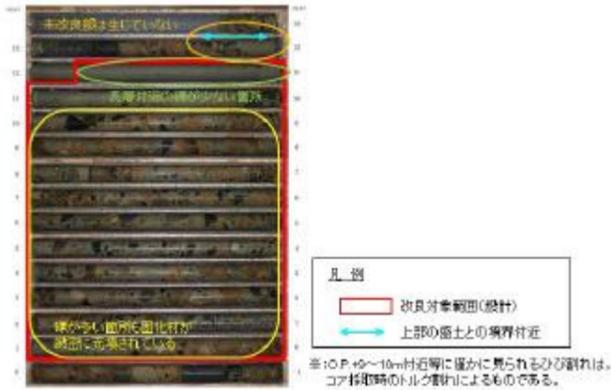 未改良部は生じていない
表層付近の礫が少ない箇所
礫が多い箇所も固化材が
緻密に充填されている
凡 例
改良対象範囲(設計)
上部の盛土との境界付近
※:O.P.+9～10m付近等に僅かに見られるひび割れは、
コア採取時のトルク割れによるものである。